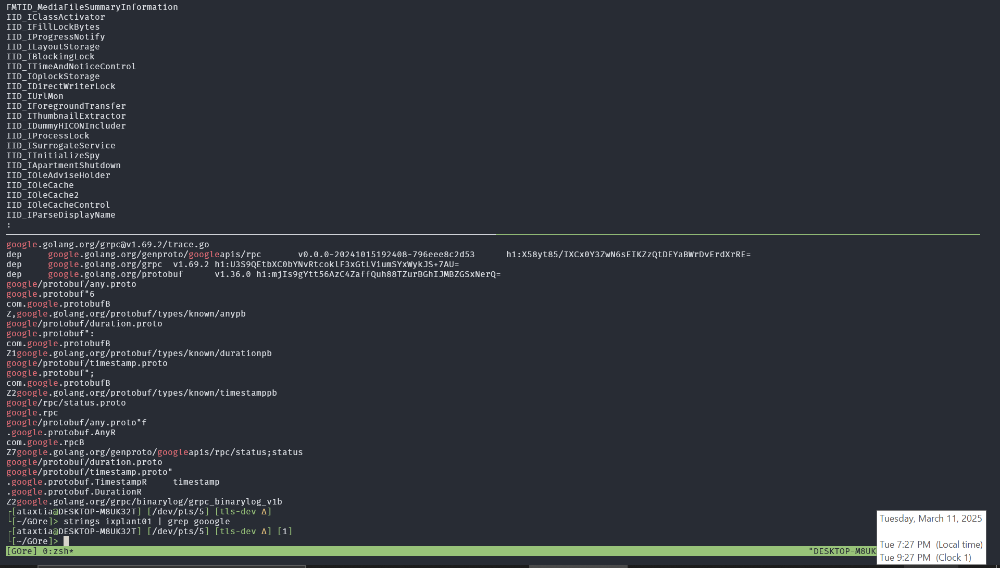 FMTID_MediaFileSummaryInformation
IID_IClassActivator
IID_IFillLockBytes
IID_IProgressNotify
IID_ILayoutStorage
IID_IBlockingLock
IID_ITimeAndNoticeControl
IID_IOplockStorage
IID_IDirectWriterLock
IID_IUrlMon
IID_IForegroundTransfer
IID_IThumbnailExtractor
IID_IDummyHICONIncluder
IID_IProcessLock
IID_ISurrogateService
IID_IInitializeSpy
IID_IApartmentShutdown
IID_IOleAdviseHolder
IID_IOleCache
IID_IOleCache2
IID_IOleCacheControl
IID_IParseDisplayName
:
google.golang.org/grpc@v1.69.2/trace.go
dep     google.golang.org/genproto/googleapis/rpc       v0.0.0-20241015192408-796eee8c2d53      h1:X58yt85/IXCx0Y3ZwN6sEIKZzQtDEYaBWrDvErdXrRE=
dep     google.golang.org/grpc  v1.69.2 h1:U3S9QEtbXC0bYNvRtcoklF3xGtLViumSYxWykJS+7AU=
dep     google.golang.org/protobuf      v1.36.0 h1:mjIs9gYtt56AzC4ZaffQuh88TZurBGhIJMBZGSxNerQ=
google/protobuf/any.proto
google.protobuf"6
com.google.protobufB
Z,google.golang.org/protobuf/types/known/anypb
google/protobuf/duration.proto
google.protobuf":
com.google.protobufB
Z1google.golang.org/protobuf/types/known/durationpb
google/protobuf/timestamp.proto
google.protobuf";
com.google.protobufB
Z2google.golang.org/protobuf/types/known/timestamppb
google/rpc/status.proto
google.rpc
google/protobuf/any.proto"f
.google.protobuf.AnyR
com.google.rpcB
Z7google.golang.org/genproto/googleapis/rpc/status;status
google/protobuf/duration.proto
google/protobuf/timestamp.proto"
.google.protobuf.TimestampR     timestamp
.google.protobuf.DurationR
Z2google.golang.org/grpc/binarylog/grpc_binarylog_v1b
┌[ataxtia@DESKTOP-M8UK32T] [/dev/pts/5] [tls-dev Δ]
└[~/GOre]> strings ixplant01 | grep gooogle
┌[ataxtia@DESKTOP-M8UK32T] [/dev/pts/5] [tls-dev Δ] [1]
└[~/GOre]>
[GOre] 0:zsh* "DESKTOP-M8UK
Tuesday, March 11, 2025
Tue 7:27 PM  (Local time)
Tue 9:27 PM  (Clock 1)